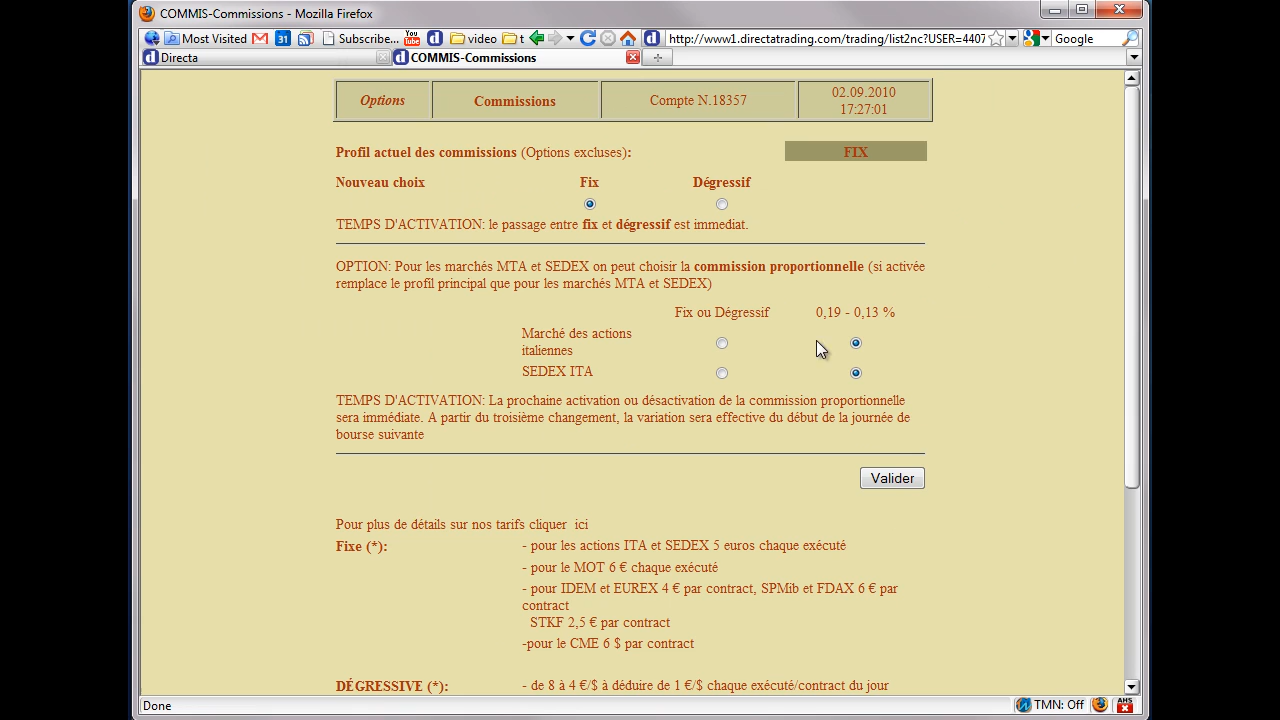 COMMIS-Commissions - Mozilla Firefox
Most Visited 31 Subscribe.. You Tube d video t d http://www1.directatrading.com/trading/list2nc?USER=4407 Google
d Directa d COMMIS-Commissions
Options Commissions Compte N.18357 02.09.2010
17:27:01
Profil actuel des commissions (Options excluses): FIX
Nouveau choix Fix Dégressif
TEMPS D'ACTIVATION: le passage entre fix et dégressif est immediat.
OPTION: Pour les marchés MTA et SEDEX on peut choisir la commission proportionnelle (si activée
remplace le profil principal que pour les marchés MTA et SEDEX)
Fix ou Dégressif 0,19 - 0,13 %
Marché des actions
italiennes
SEDEX ITA
TEMPS D'ACTIVATION: La prochaine activation ou désactivation de la commission proportionnelle
sera immédiate. A partir du troisième changement, la variation sera effective du début de la journée de
bourse suivante
Valider
Pour plus de détails sur nos tarifs cliquer ici
Fixe (*): - pour les actions ITA et SEDEX 5 euros chaque exécuté
- pour le MOT 6 € chaque exécuté
- pour IDEM et EUREX 4 € par contract, SPMib et FDAX 6 € par
contract
STKF 2,5 € par contract
-pour le CME 6 $ par contract
DÉGRESSIVE (*): - de 8 à 4 €/$ à déduire de 1 €/$ chaque exécuté/contract du jour
Done TMN: Off AHS